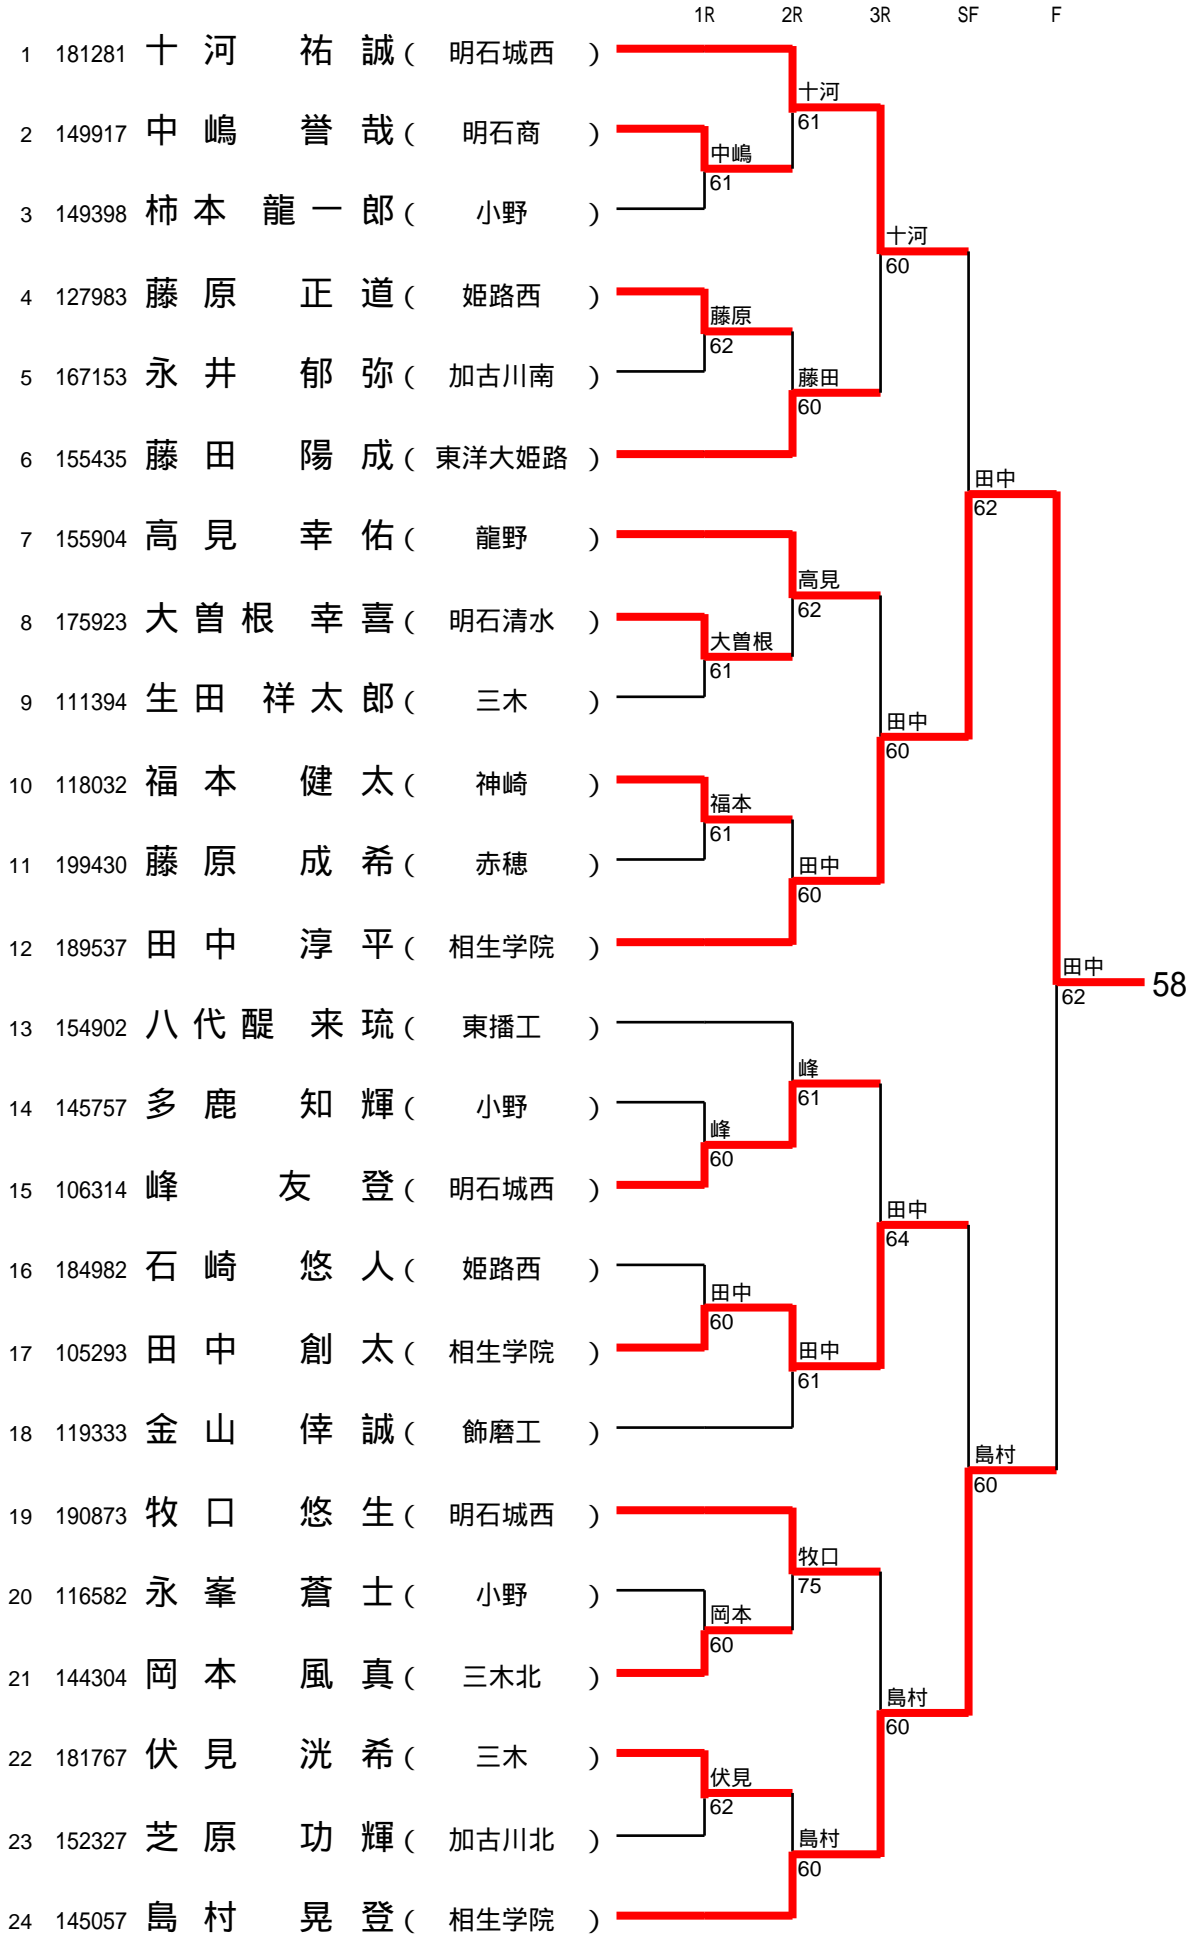 1R 2R 3R SF F
1 181281 十河 祐誠 ( 明石城西 )
十河
61
2 149917 中嶋 誉哉 ( 明石商 )
中嶋
61
3 149398 柿本 龍一郎 ( 小野 )
十河
60
4 127983 藤原 正道 ( 姫路西 )
藤原
62
5 167153 永井 郁弥 ( 加古川南 )
藤田
60
6 155435 藤田 陽成 ( 東洋大姫路 )
田中
62
7 155904 高見 幸佑 ( 龍野 )
高見
62
8 175923 大曽根 幸喜 ( 明石清水 )
大曽根
61
9 111394 生田 祥太郎 ( 三木 )
田中
60
10 118032 福本 健太 ( 神崎 )
福本
61
11 199430 藤原 成希 ( 赤穂 )
田中
60
12 189537 田中 淳平 ( 相生学院 )
田中
62
58
13 154902 八代醍 来琉 ( 東播工 )
峰
61
14 145757 多鹿 知輝 ( 小野 )
峰
60
15 106314 峰 友登 ( 明石城西 )
田中
64
16 184982 石崎 悠人 ( 姫路西 )
田中
60
17 105293 田中 創太 ( 相生学院 )
田中
61
18 119333 金山 倖誠 ( 飾磨工 )
島村
60
19 190873 牧口 悠生 ( 明石城西 )
牧口
75
20 116582 永峯 蒼士 ( 小野 )
岡本
60
21 144304 岡本 風真 ( 三木北 )
島村
60
22 181767 伏見 洸希 ( 三木 )
伏見
62
23 152327 芝原 功輝 ( 加古川北 )
島村
60
24 145057 島村 晃登 ( 相生学院 )